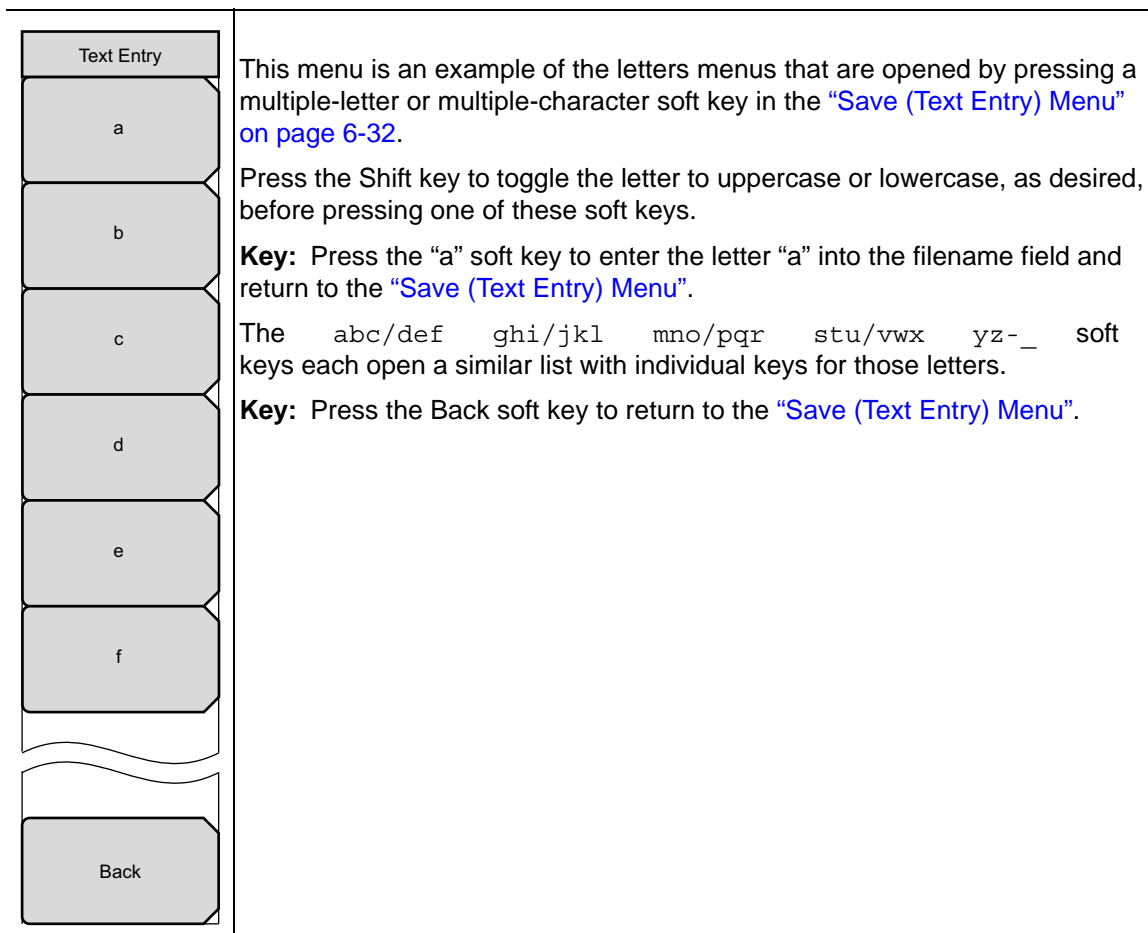 Text Entry
a
b
c
d
e
f
Back
This menu is an example of the letters menus that are opened by pressing a
multiple-letter or multiple-character soft key in the “Save (Text Entry) Menu”
on page 6-32.
Press the Shift key to toggle the letter to uppercase or lowercase, as desired,
before pressing one of these soft keys.
Key: Press the “a” soft key to enter the letter “a” into the filename field and
return to the “Save (Text Entry) Menu”.
The abc/def ghi/jkl mno/pqr stu/vwx yz-_ soft
keys each open a similar list with individual keys for those letters.
Key: Press the Back soft key to return to the “Save (Text Entry) Menu”.